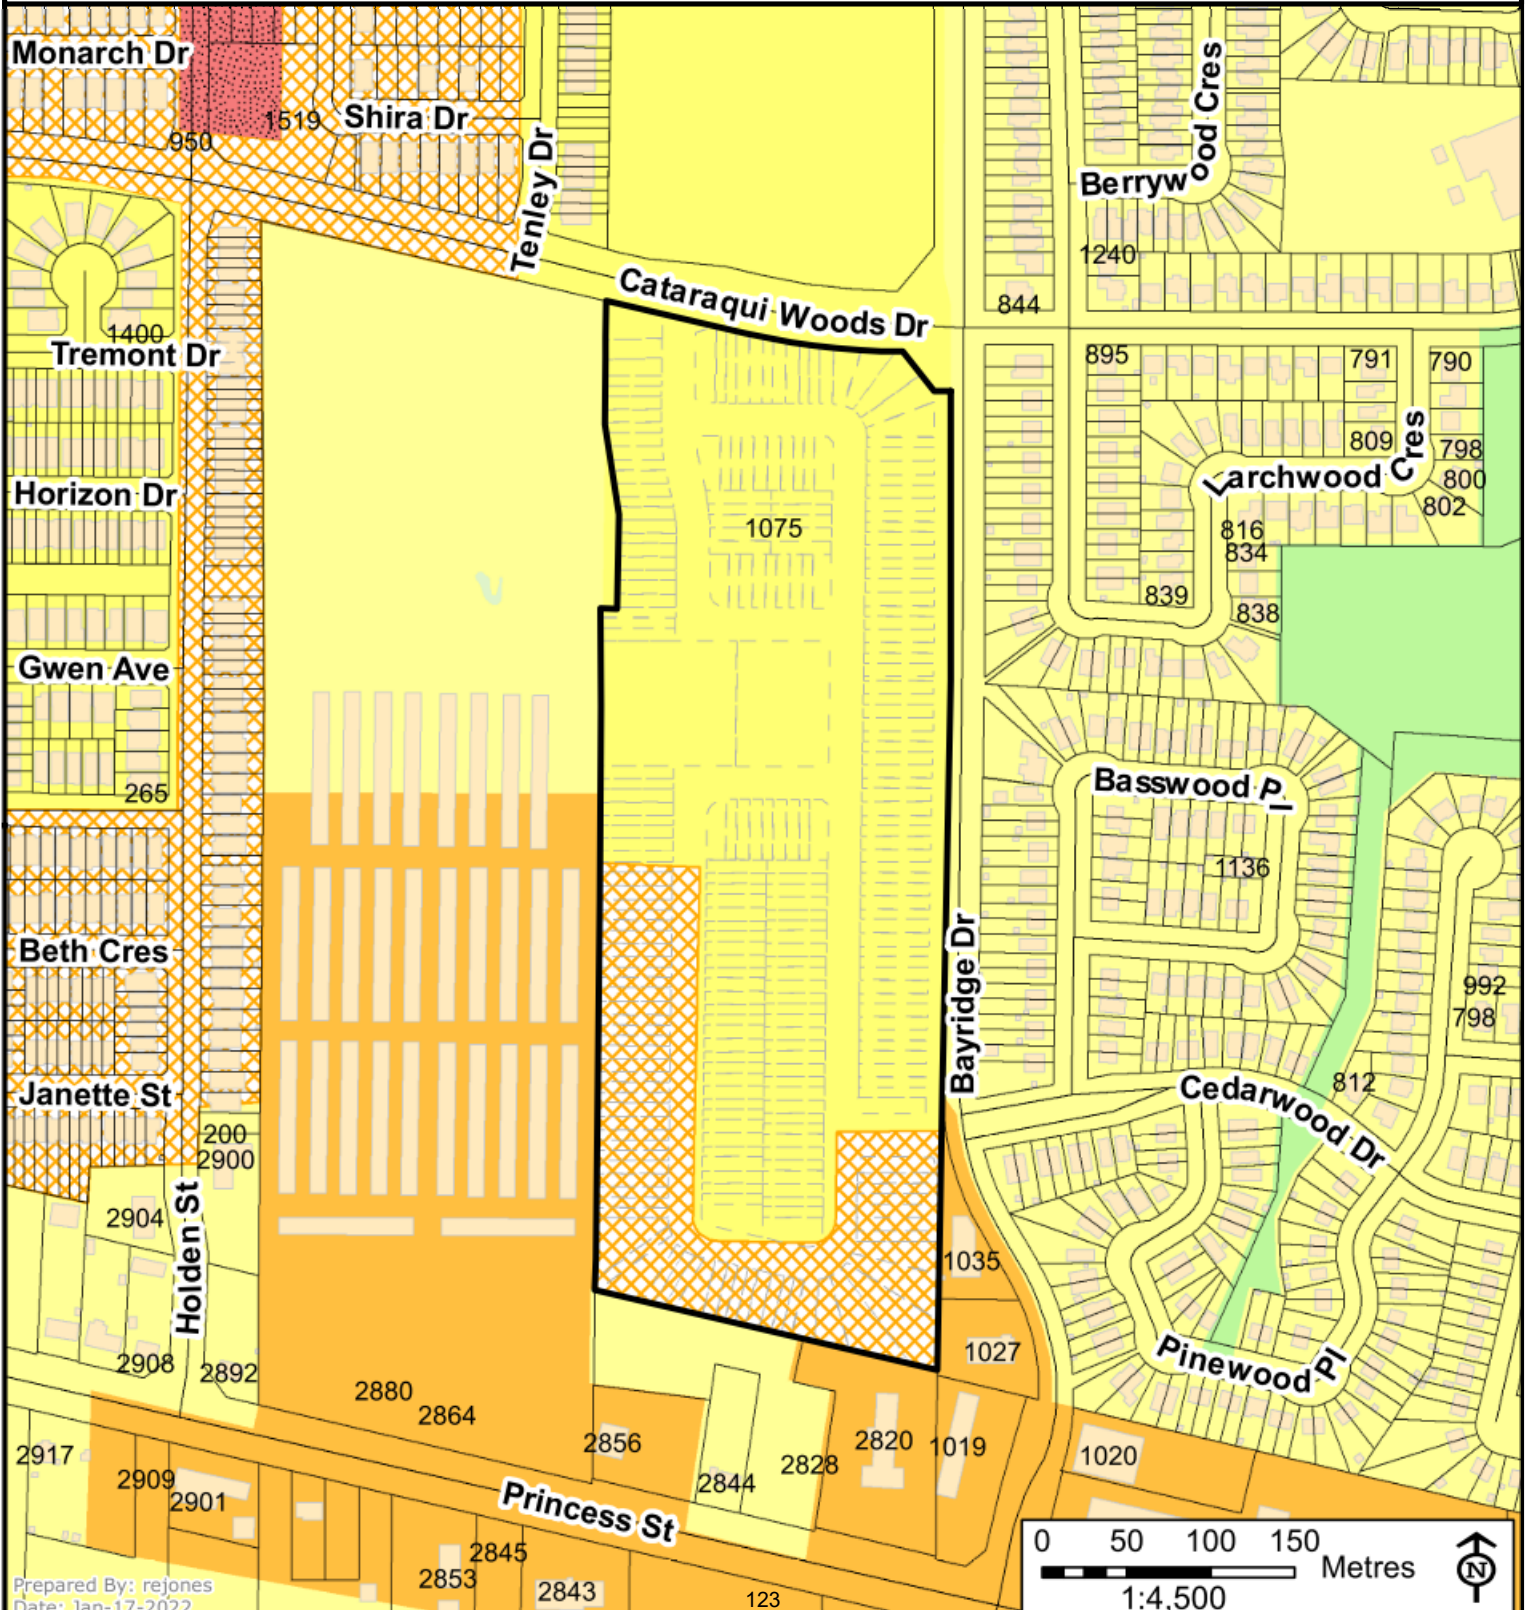 Monarch Dr
1519
Shira Dr
950
Tenley Dr
Berrywood Cres
1240
Cataraqui Woods Dr
844
1400
Tremont Dr
895
791
790
809
798
Larchwood Cres
800
802
Horizon Dr
1075
816
834
839
838
Gwen Ave
265
Basswood Pl
1136
Beth Cres
Bayridge Dr
992
798
Janette St
Cedarwood Dr
812
200
2900
2904
Holden St
1035
2908
2892
1027
Pinewood Pl
2880
2864
2856
2820
1019
1020
2917
2909
2901
2844
2828
Princess St
2845
2853
2843
123
0 50 100 150
Metres
1:4,500
N
Prepared By: rejones
Date: Jan-17-2022